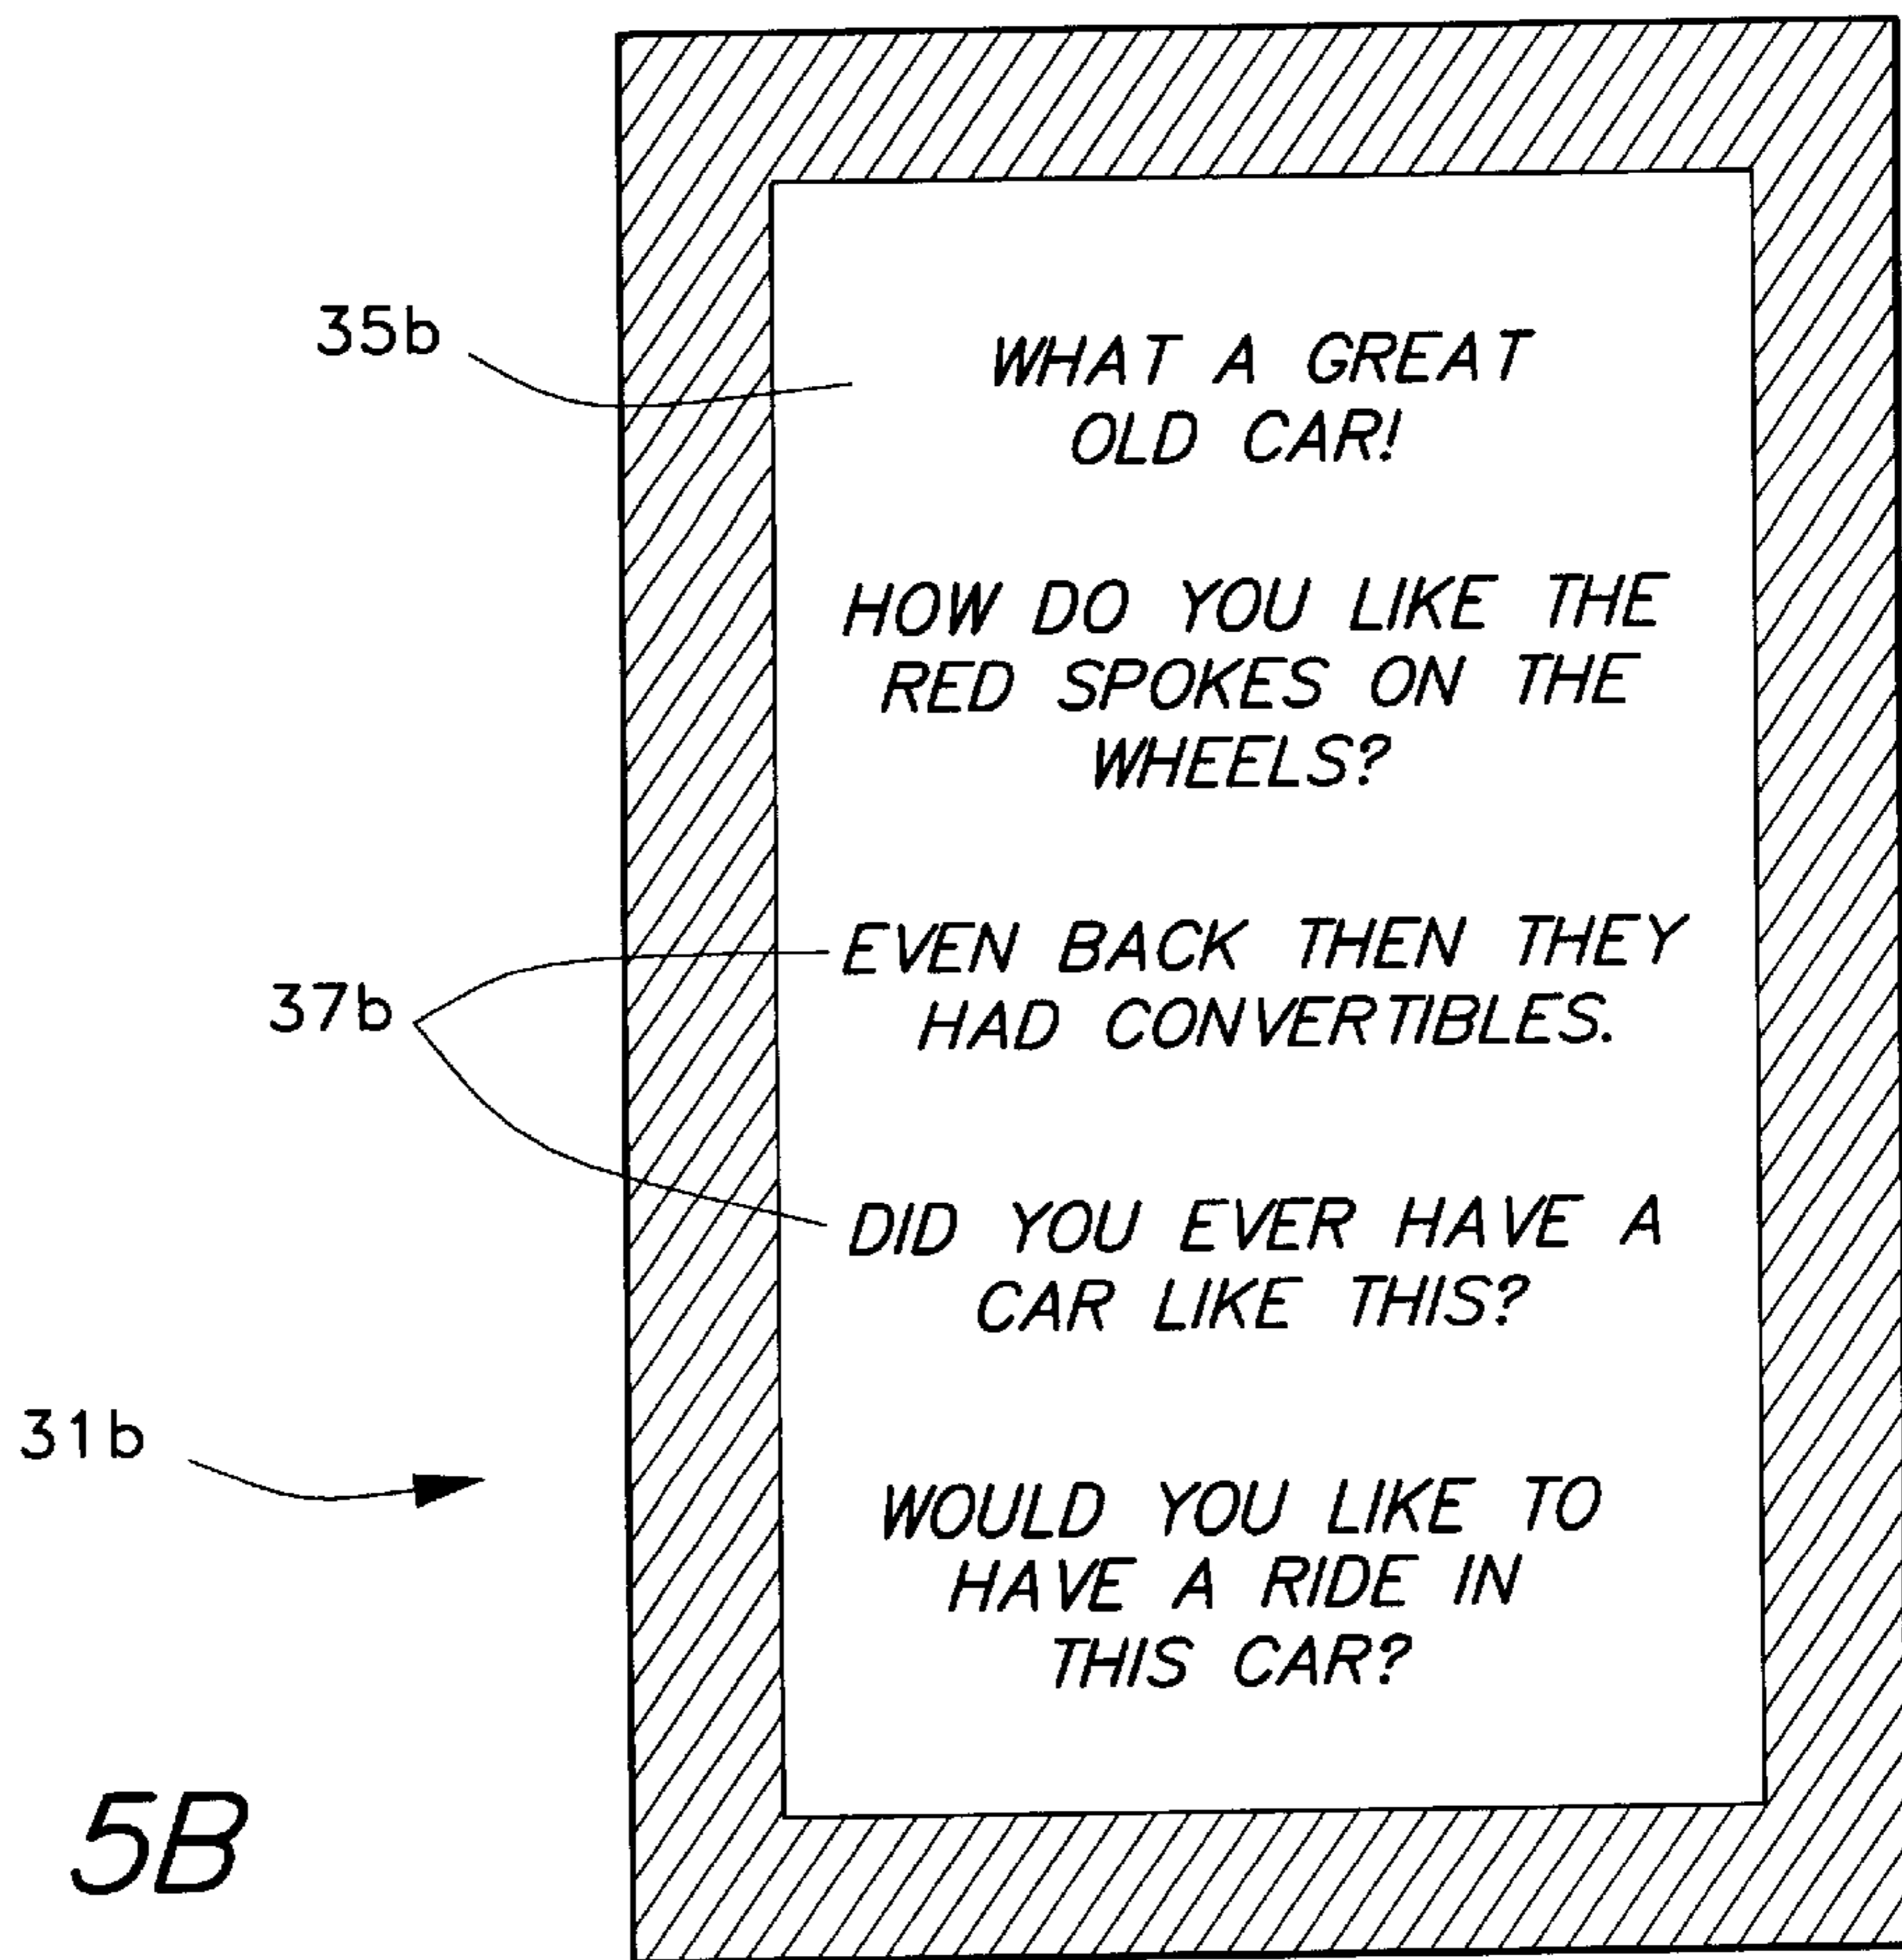 35b
WHAT A GREAT
OLD CAR!
HOW DO YOU LIKE THE
RED SPOKES ON THE
WHEELS?
37b
EVEN BACK THEN THEY
HAD CONVERTIBLES.
DID YOU EVER HAVE A
CAR LIKE THIS?
31b
WOULD YOU LIKE TO
HAVE A RIDE IN
THIS CAR?
5B